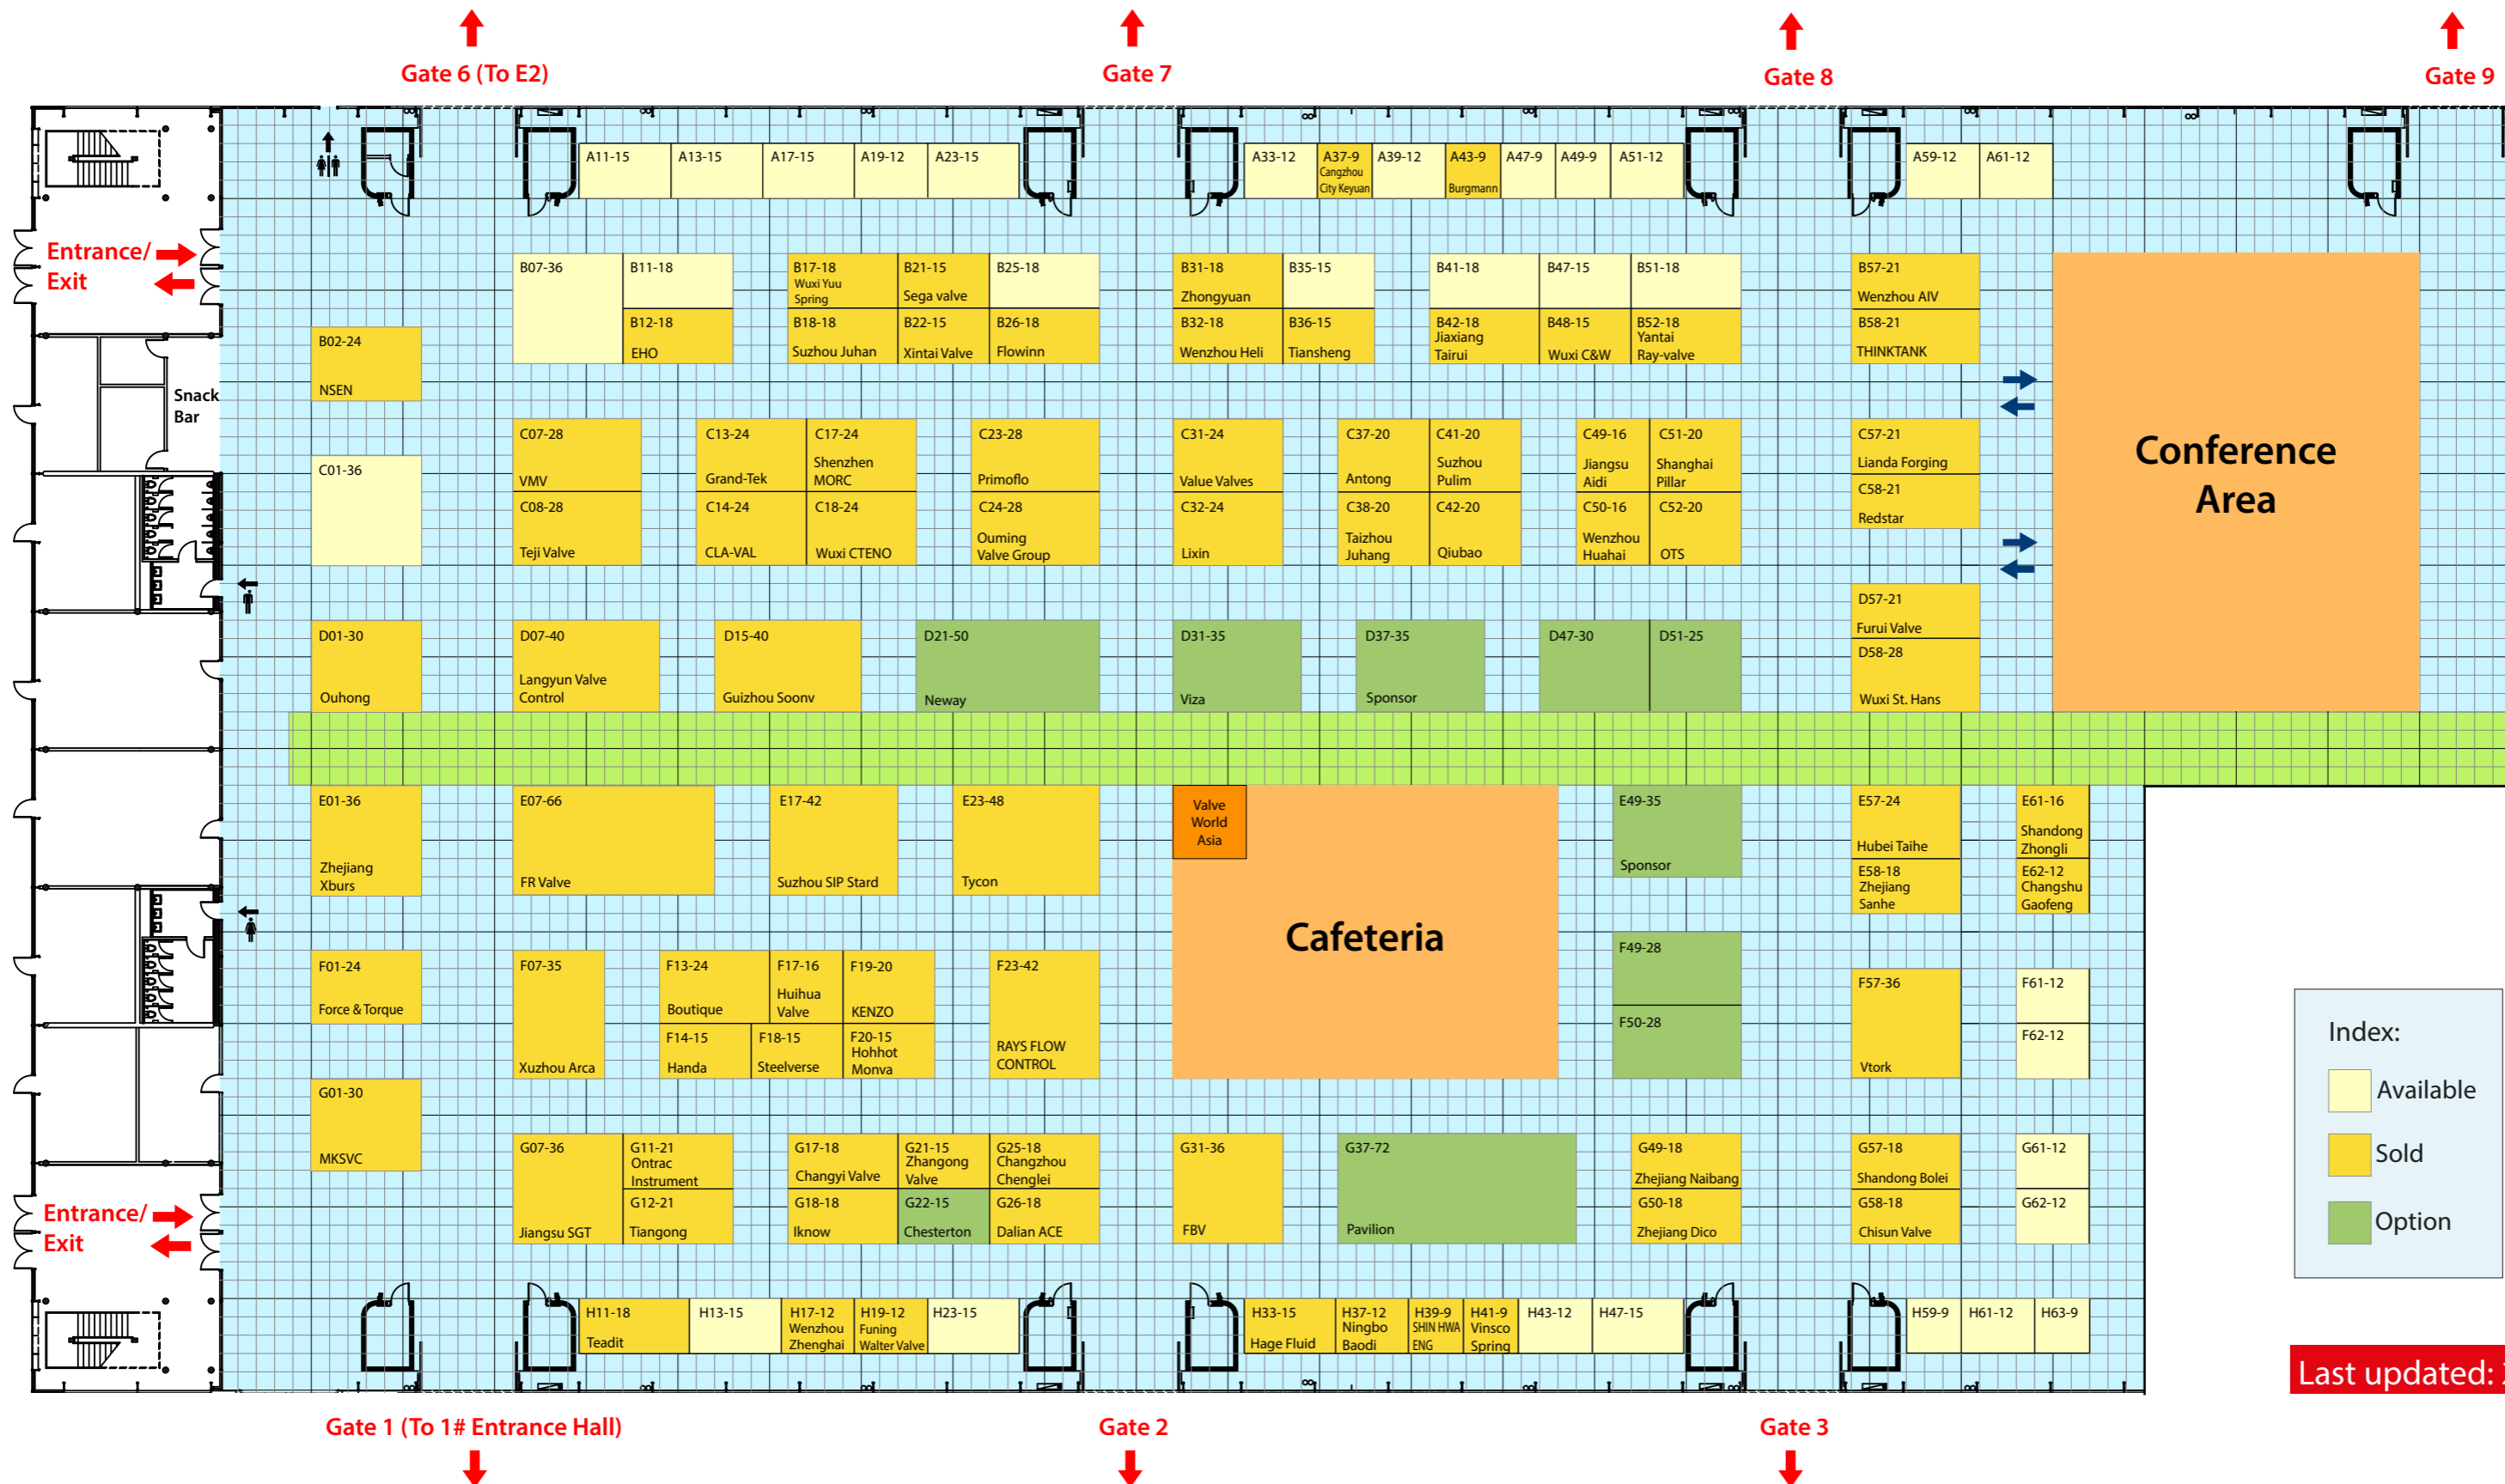 Gate 6 (To E2)
Gate 7
Gate 8
Gate 9
A11-15
A13-15
A17-15
A19-12
A23-15
A33-12
A37-9
Cangzhou
City Keyuan
A39-12
A43-9
Burgmann
A47-9
A49-9
A51-12
A59-12
A61-12
Entrance/
Exit
B07-36
B11-18
B12-18
EHO
B17-18
Wuxi Yuu
Spring
B21-15
Sega valve
B25-18
B18-18
Suzhou Juhan
B22-15
Xintai Valve
B26-18
Flowinn
B31-18
Zhongyuan
B35-15
B32-18
Wenzhou Heli
B36-15
Tiansheng
B41-18
B47-15
B51-18
B42-18
Jiaxiang
Tairui
B48-15
Wuxi C&W
B52-18
Yantai
Ray-valve
B57-21
Wenzhou AIV
B58-21
THINKTANK
B02-24
NSEN
Snack
Bar
C01-36
C07-28
VMV
C08-28
Teji Valve
C13-24
Grand-Tek
C17-24
Shenzhen
MORC
C14-24
CLA-VAL
C18-24
Wuxi CTENO
C23-28
Primoflo
C24-28
Ouming
Valve Group
C31-24
Value Valves
C32-24
Lixin
C37-20
Antong
C41-20
Suzhou
Pulim
C38-20
Taizhou
Juhang
C42-20
Qiubao
C49-16
Jiangsu
Aidi
C51-20
Shanghai
Pillar
C50-16
Wenzhou
Huahai
C52-20
OTS
C57-21
Lianda Forging
C58-21
Redstar
Conference
Area
D01-30
Ouhong
D07-40
Langyun Valve
Control
D15-40
Guizhou Soonv
D21-50
Neway
D31-35
Viza
D37-35
Sponsor
D47-30
D51-25
D57-21
Furui Valve
D58-28
Wuxi St. Hans
E01-36
Zhejiang
Xburs
E07-66
FR Valve
E17-42
Suzhou SIP Stard
E23-48
Tycon
Valve
World
Asia
Cafeteria
E49-35
Sponsor
E57-24
Hubei Taihe
E58-18
Zhejiang
Sanhe
E61-16
Shandong
Zhongli
E62-12
Changshu
Gaofeng
F01-24
Force & Torque
F07-35
Xuzhou Arca
F13-24
Boutique
F17-16
Huihua
Valve
F19-20
KENZO
F14-15
Handa
F18-15
Steelverse
F20-15
Hohhot
Monva
F23-42
RAYS FLOW
CONTROL
F49-28
F50-28
F57-36
Vtork
F61-12
F62-12
Index:
Available
Sold
Option
G01-30
MKSVC
G07-36
Jiangsu SGT
G11-21
Ontrac
Instrument
G12-21
Tiangong
G17-18
Changyi Valve
G21-15
Zhangong
Valve
G25-18
Changzhou
Chenglei
G18-18
Iknow
G22-15
Chesterton
G26-18
Dalian ACE
G31-36
FBV
G37-72
Pavilion
G49-18
Zhejiang Naibang
G50-18
Zhejiang Dico
G57-18
Shandong Bolei
G58-18
Chisun Valve
G61-12
G62-12
Entrance/
Exit
H11-18
Teadit
H13-15
H17-12
Wenzhou
Zhenghai
H19-12
Funing
Walter Valve
H23-15
H33-15
Hage Fluid
H37-12
Ningbo
Baodi
H39-9
SHIN HWA
ENG
H41-9
Vinsco
Spring
H43-12
H47-15
H59-9
H61-12
H63-9
Last updated:
Gate 1 (To 1# Entrance Hall)
Gate 2
Gate 3